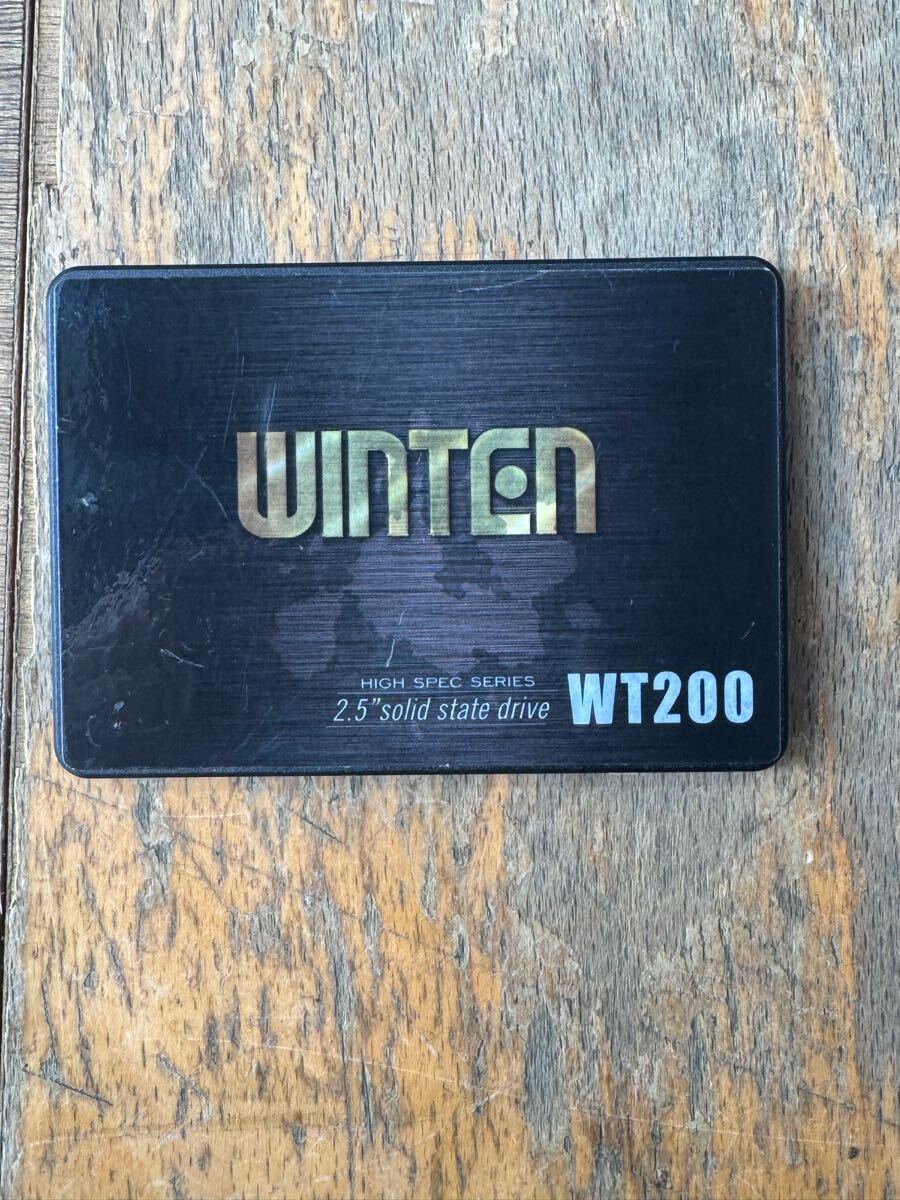 WINTEN
HIGH SPEC SERIES
2.5"solid state drive
WT200